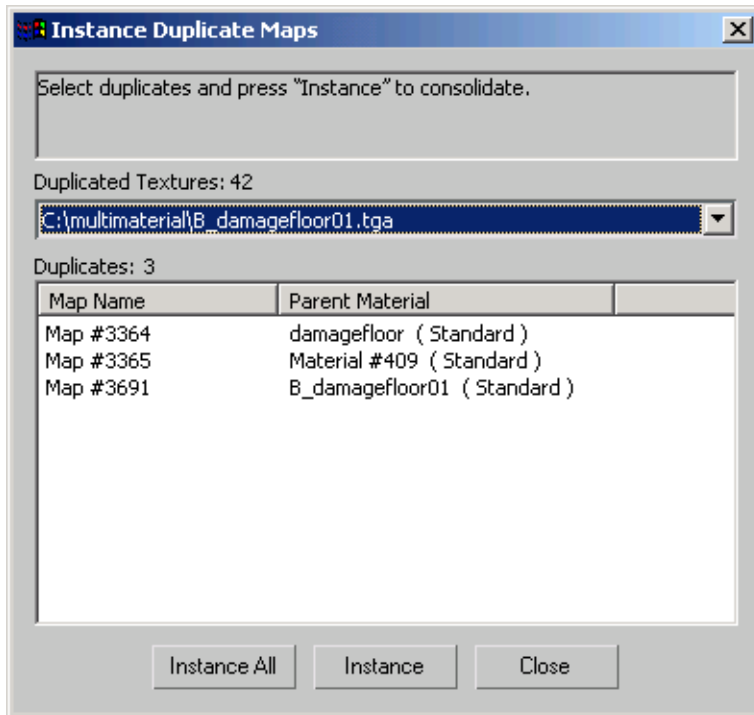 Instance Duplicate Maps
Select duplicates and press "Instance" to consolidate.
Duplicated Textures: 42
C:\multimaterial\B_damagefloor01.tga
Duplicates: 3
Map Name Parent Material
Map #3364 damagefloor ( Standard )
Map #3365 Material #409 ( Standard )
Map #3691 B_damagefloor01 ( Standard )
Instance All Instance Close